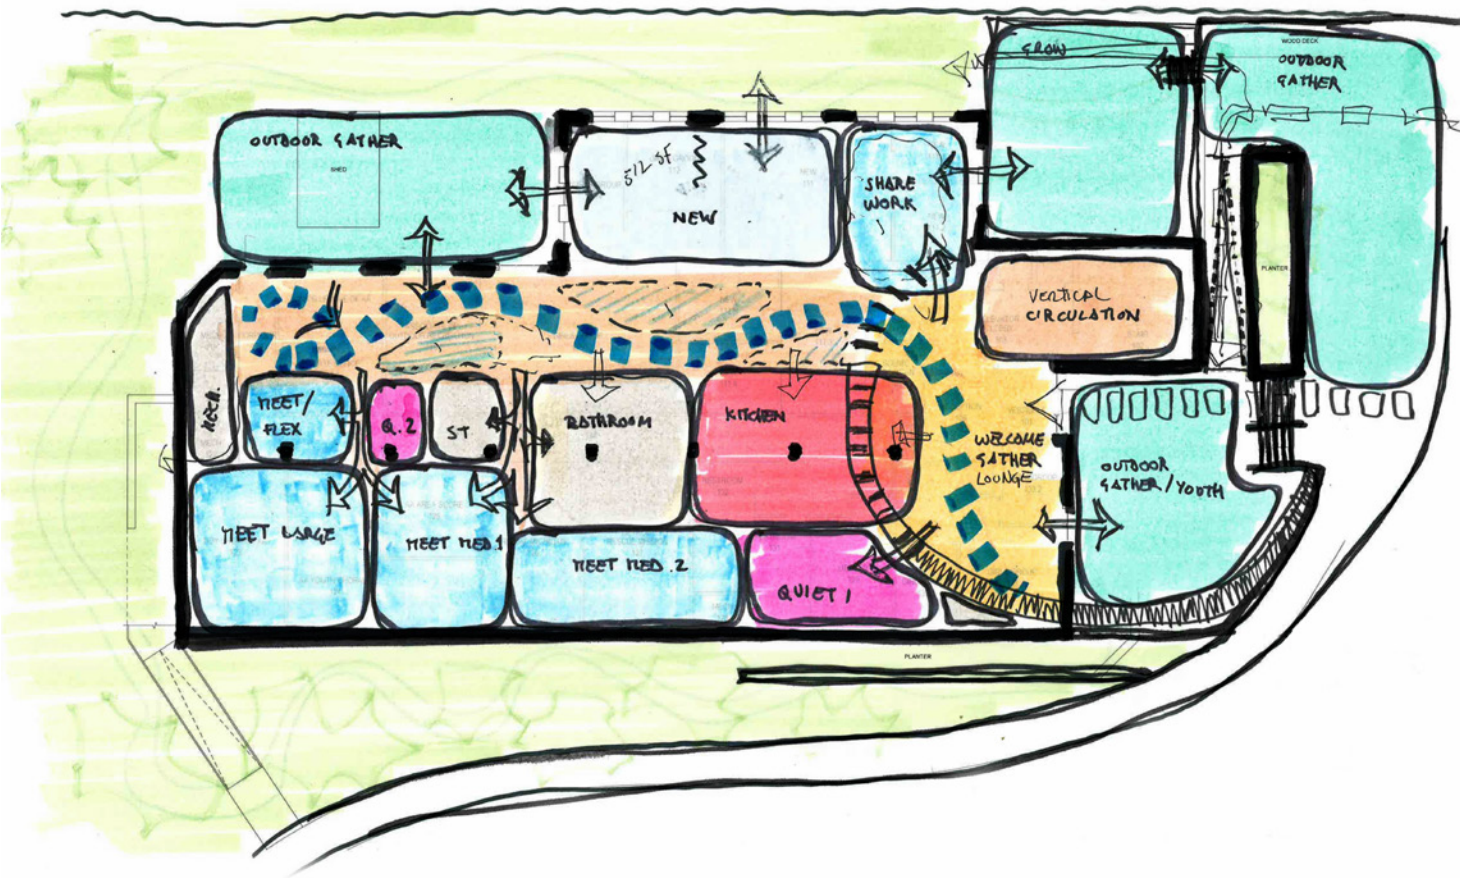 GROW
WOOD DECK
OUTDOOR
GATHER
OUTDOOR GATHER
SHED
512 SF
NEW
SHARE
WORK
PLANTER
VERTICAL
CIRCULATION
MECH.
MEET/
FLEX
Q.2
ST
BATHROOM
KITCHEN
WELCOME
GATHER
LOUNGE
OUTDOOR
GATHER/YOUTH
MEET LARGE
MEET MED.1
MEET MED.2
QUIET 1
PLANTER